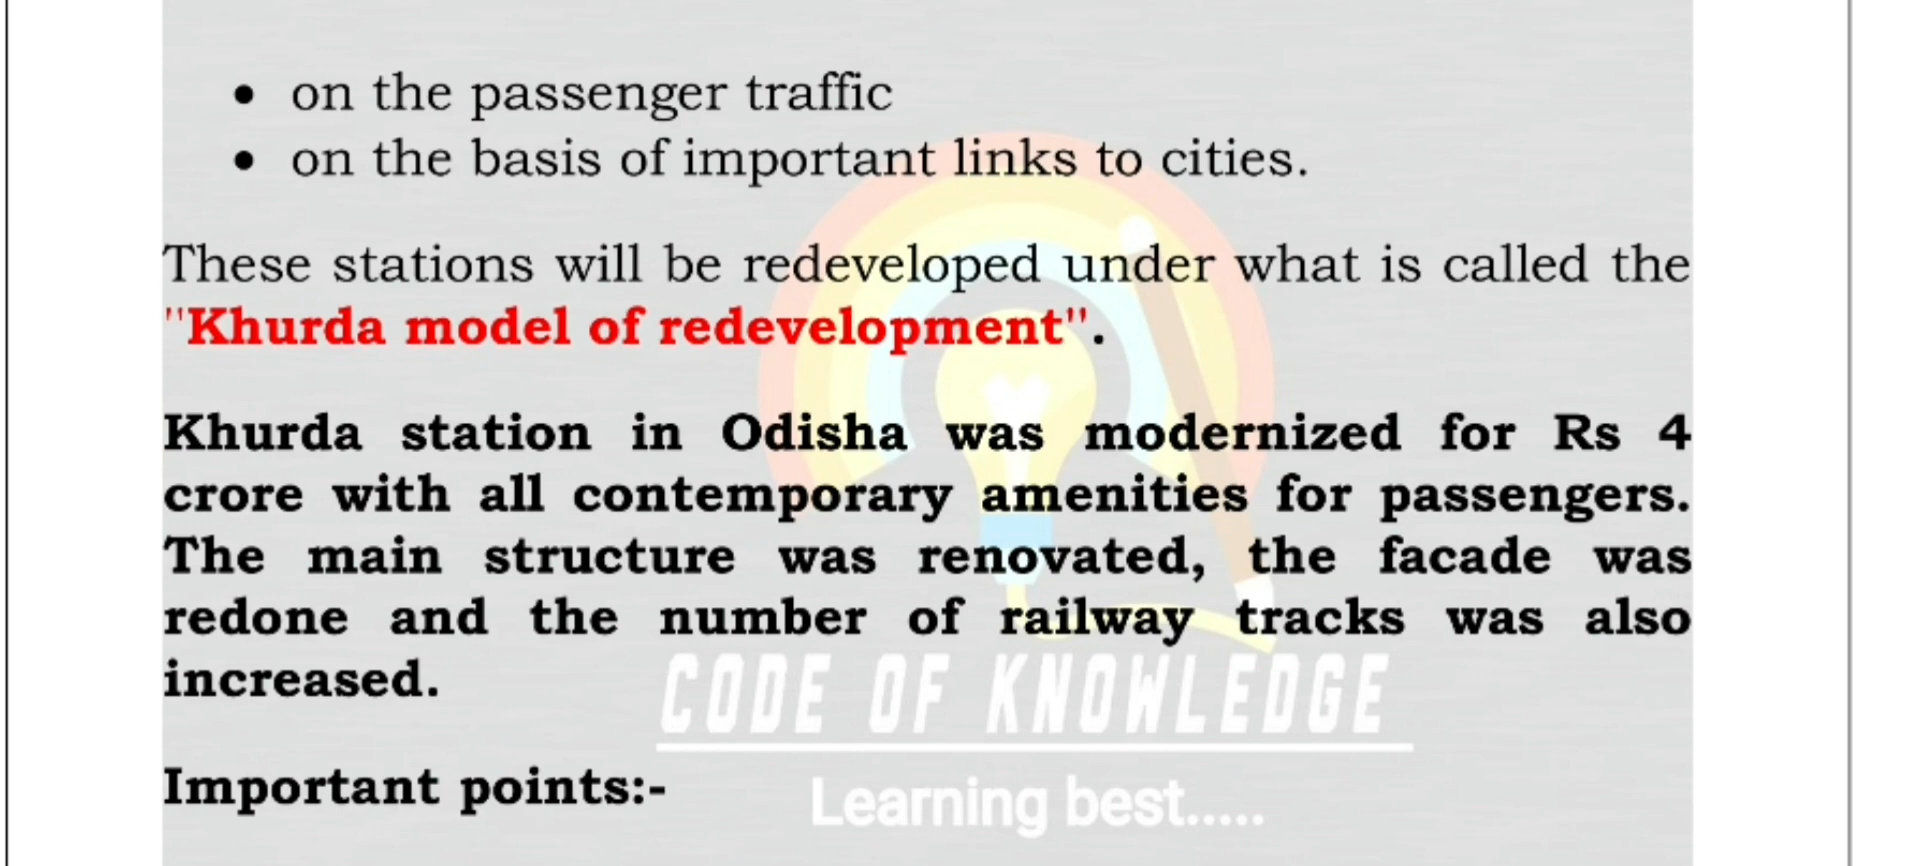 • on the passenger traffic
• on the basis of important links to cities.
These stations will be redeveloped under what is called the
"Khurda model of redevelopment".
Khurda station in Odisha was modernized for Rs 4
crore with all contemporary amenities for passengers.
The main structure was renovated, the facade was
redone and the number of railway tracks was also
increased.
CODE OF KNOWLEDGE
Important points:-
Learning best.....